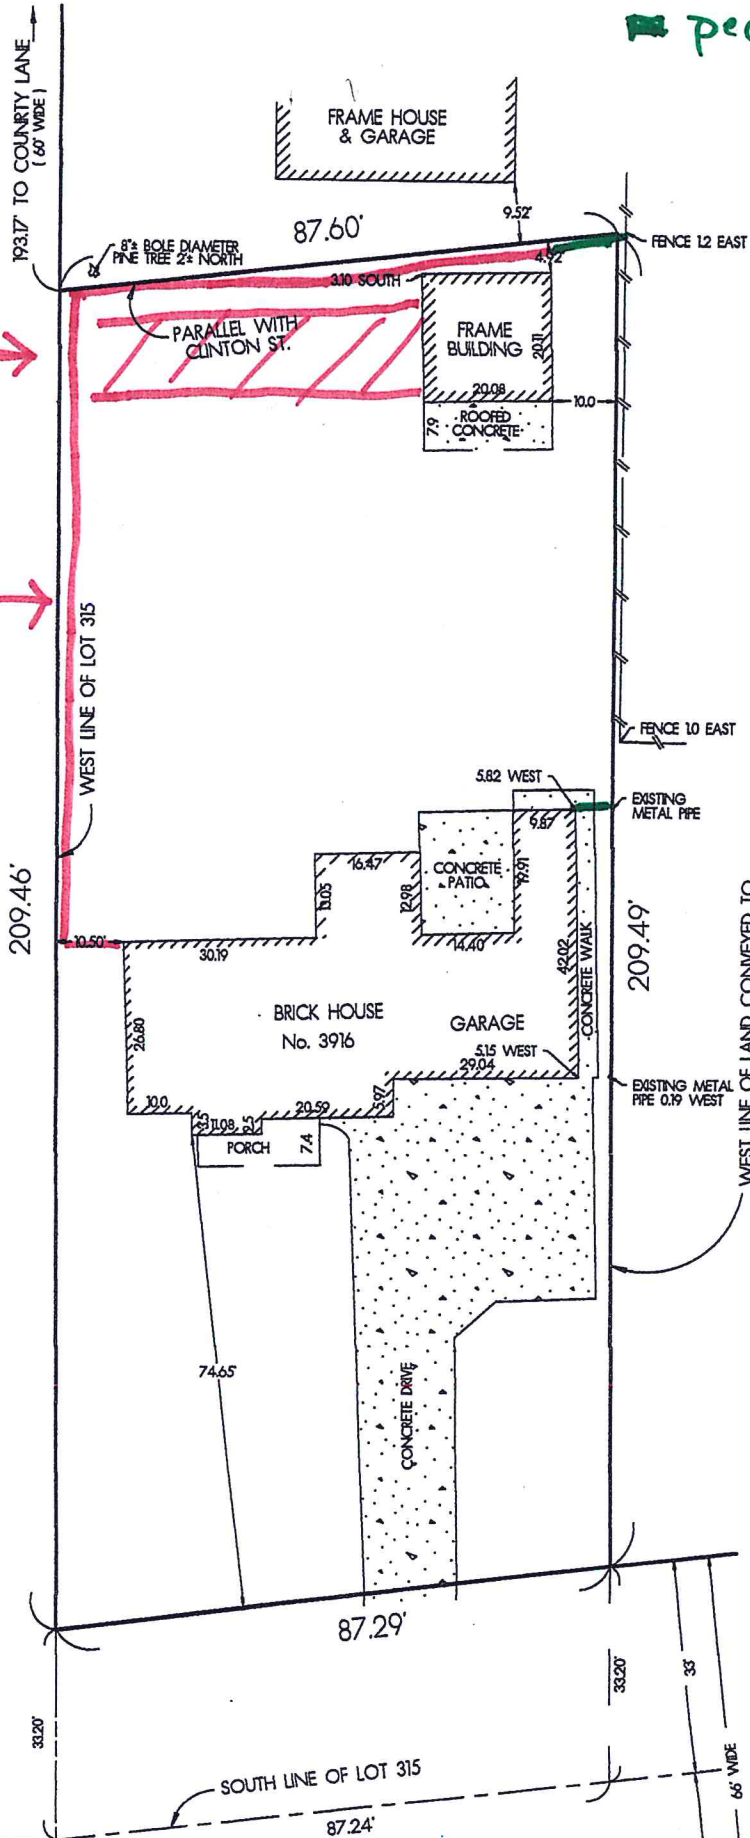 193.17' TO COUNRTY LANE
( 60' WIDE )
FRAME HOUSE
& GARAGE
87.60'
9.52'
8"± BOLE DIAMETER
PINE TREE 2'± NORTH
FENCE 1.2 EAST
4.92'
3.10 SOUTH
PARALLEL WITH
CLINTON ST.
FRAME
BUILDING
20.11
20.08
10.0
7.9
ROOFED
CONCRETE
WEST LINE OF LOT 315
FENCE 1.0 EAST
5.82 WEST
EXISTING
METAL PIPE
9.87
CONCRETE
PATIO
19.91
16.47
13.05
12.98
14.40
209.46'
10.50'
30.19
42.02
CONCRETE WALK
209.49'
26.80
BRICK HOUSE
No. 3916
GARAGE
5.15 WEST
29.04
EXISTING METAL
PIPE 0.19 WEST
WEST LINE OF LAND CONVEYED TO
10.0
3.5
11.08
2.5
20.59
5.97
PORCH
7.4
74.65
CONCRETE DRIVE
87.29'
33.20'
33.20'
33'
66' WIDE
SOUTH LINE OF LOT 315
87.24'